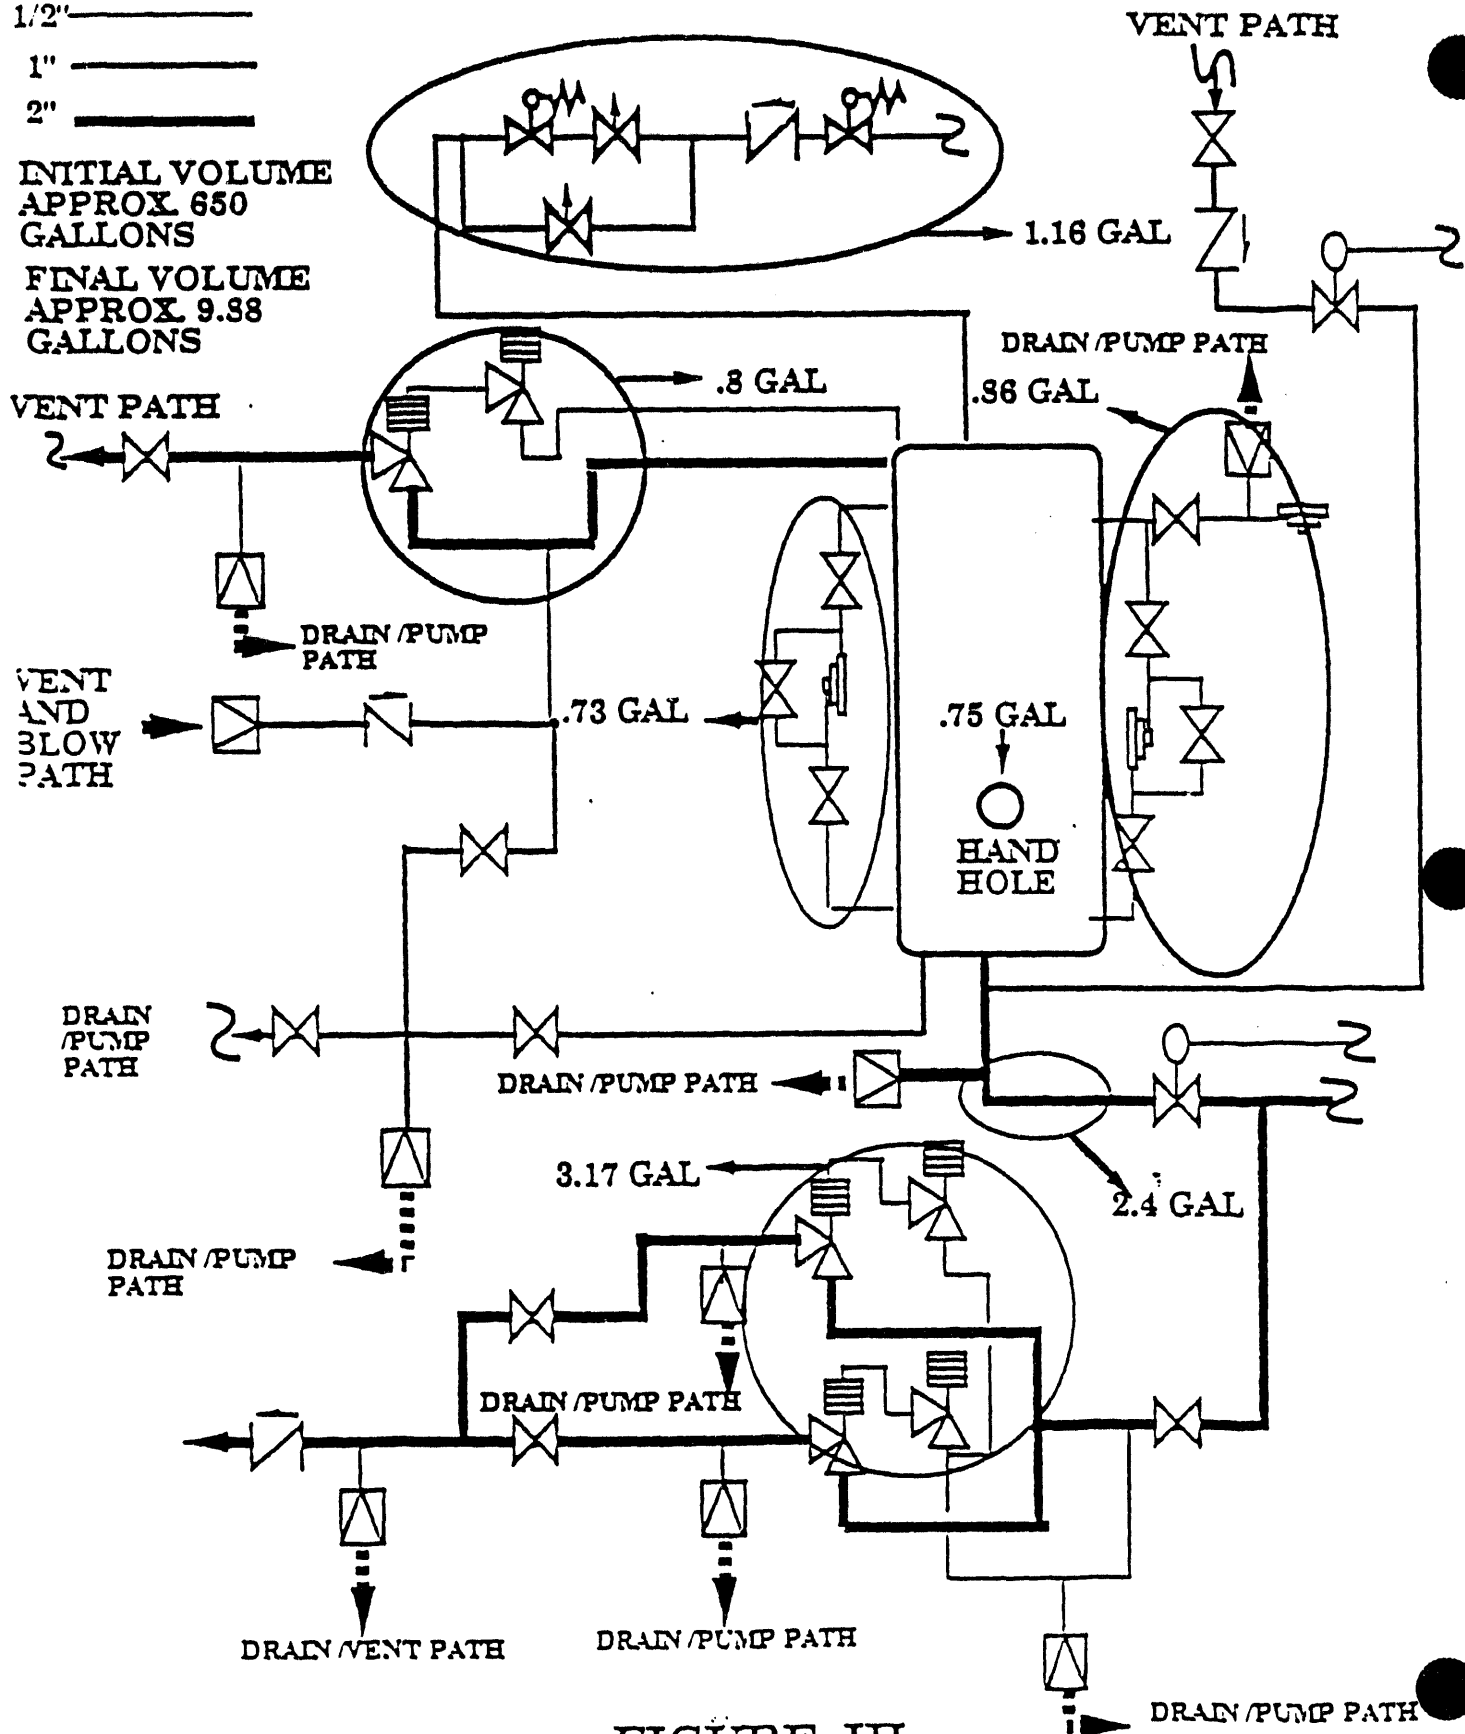 1/2"
1"
2"
INITIAL VOLUME
APPROX. 650
GALLONS
FINAL VOLUME
APPROX. 9.88
GALLONS
VENT PATH
1.16 GAL
DRAIN /PUMP PATH
.86 GAL
.8 GAL
VENT PATH
DRAIN /PUMP
PATH
VENT
AND
BLOW
PATH
.73 GAL
.75 GAL
HAND
HOLE
DRAIN
/PUMP
PATH
DRAIN /PUMP PATH
3.17 GAL
2.4 GAL
DRAIN /PUMP
PATH
DRAIN /PUMP PATH
DRAIN /VENT PATH
DRAIN /PUMP PATH
DRAIN /PUMP PATH
FIGURE III